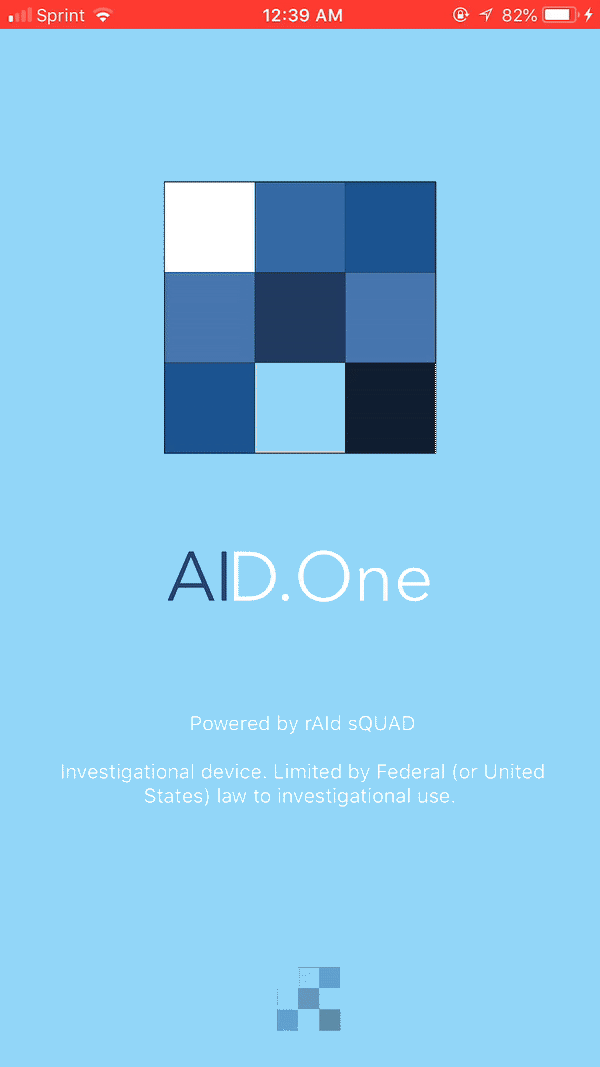 Sprint 12:39 AM 82%
AID.One
Powered by rAId sQUAD
Investigational device. Limited by Federal (or United
States) law to investigational use.